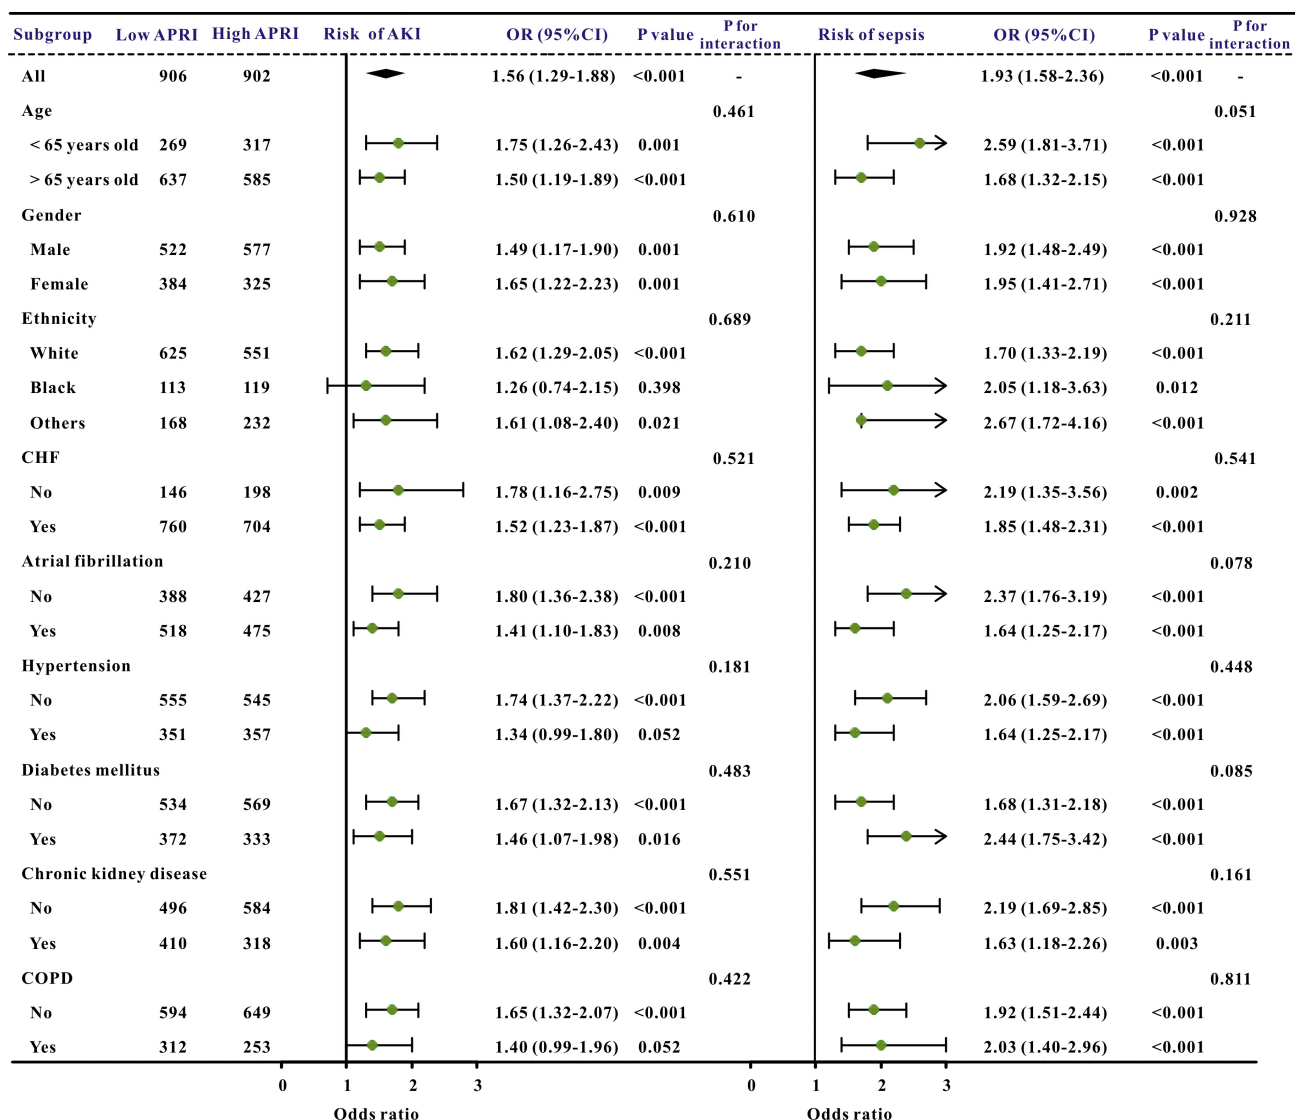 Subgroup Low APRI High APRI Risk of AKI OR (95%CI) P value P for interaction Risk of sepsis OR (95%CI) P value P for interaction
All 906 902 1.56 (1.29-1.88) <0.001 - 1.93 (1.58-2.36) <0.001 -
Age 0.461 0.051
< 65 years old 269 317 1.75 (1.26-2.43) 0.001 2.59 (1.81-3.71) <0.001
> 65 years old 637 585 1.50 (1.19-1.89) <0.001 1.68 (1.32-2.15) <0.001
Gender 0.610 0.928
Male 522 577 1.49 (1.17-1.90) 0.001 1.92 (1.48-2.49) <0.001
Female 384 325 1.65 (1.22-2.23) 0.001 1.95 (1.41-2.71) <0.001
Ethnicity 0.689 0.211
White 625 551 1.62 (1.29-2.05) <0.001 1.70 (1.33-2.19) <0.001
Black 113 119 1.26 (0.74-2.15) 0.398 2.05 (1.18-3.63) 0.012
Others 168 232 1.61 (1.08-2.40) 0.021 2.67 (1.72-4.16) <0.001
CHF 0.521 0.541
No 146 198 1.78 (1.16-2.75) 0.009 2.19 (1.35-3.56) 0.002
Yes 760 704 1.52 (1.23-1.87) <0.001 1.85 (1.48-2.31) <0.001
Atrial fibrillation 0.210 0.078
No 388 427 1.80 (1.36-2.38) <0.001 2.37 (1.76-3.19) <0.001
Yes 518 475 1.41 (1.10-1.83) 0.008 1.64 (1.25-2.17) <0.001
Hypertension 0.181 0.448
No 555 545 1.74 (1.37-2.22) <0.001 2.06 (1.59-2.69) <0.001
Yes 351 357 1.34 (0.99-1.80) 0.052 1.64 (1.25-2.17) <0.001
Diabetes mellitus 0.483 0.085
No 534 569 1.67 (1.32-2.13) <0.001 1.68 (1.31-2.18) <0.001
Yes 372 333 1.46 (1.07-1.98) 0.016 2.44 (1.75-3.42) <0.001
Chronic kidney disease 0.551 0.161
No 496 584 1.81 (1.42-2.30) <0.001 2.19 (1.69-2.85) <0.001
Yes 410 318 1.60 (1.16-2.20) 0.004 1.63 (1.18-2.26) 0.003
COPD 0.422 0.811
No 594 649 1.65 (1.32-2.07) <0.001 1.92 (1.51-2.44) <0.001
Yes 312 253 1.40 (0.99-1.96) 0.052 2.03 (1.40-2.96) <0.001
0 1 2 3 0 1 2 3
Odds ratio Odds ratio